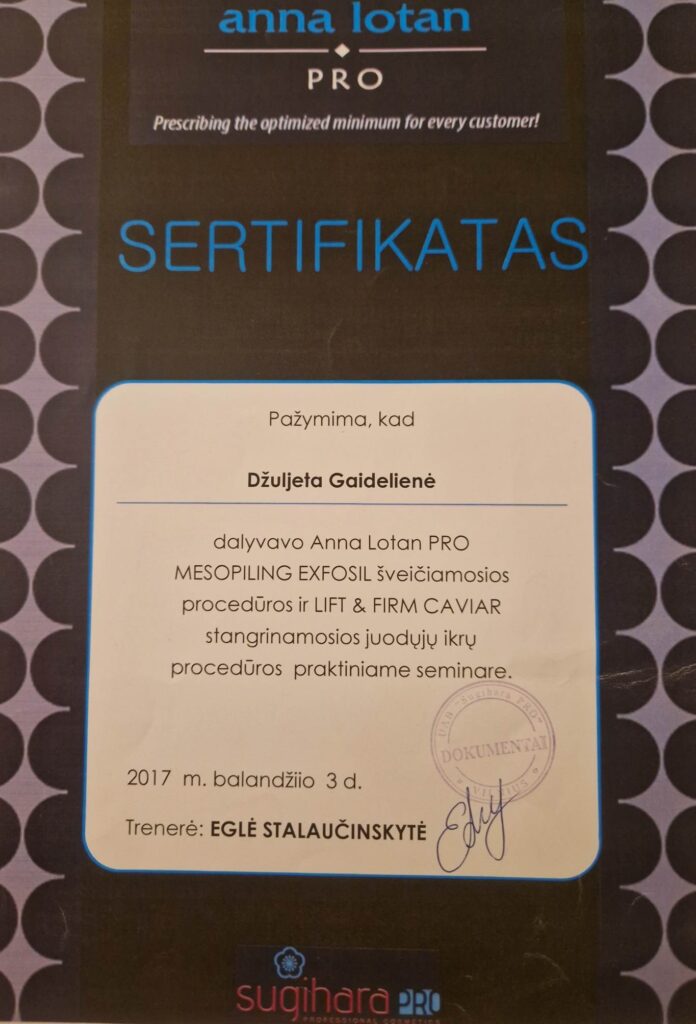 anna lotan
PRO
Prescribing the optimized minimum for every customer!
SERTIFIKATAS
Pažymima, kad
Džuljeta Gaidelienė
dalyvavo Anna Lotan PRO
MESOPILING EXFOSIL šveičiamosios
procedūros ir LIFT & FIRM CAVIAR
stangrinamosios juodųjų ikrų
procedūros praktiniame seminare.
UAB "Sugihara PRO"
DOKUMENTAI
VILNIUS
2017 m. balandžiio 3 d.
Trenerė: EGLĖ STALAUČINSKYTĖ
sugihara PRO
PROFESSIONAL COSMETICS